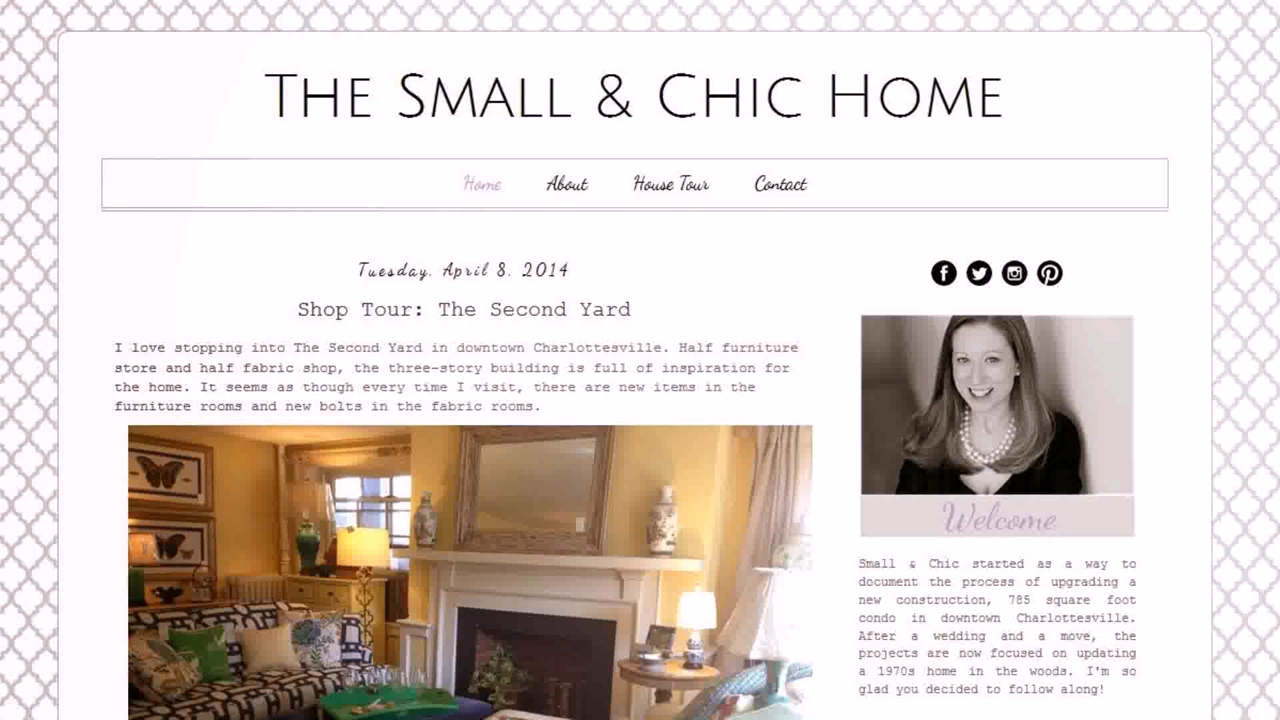 The Small & Chic Home
Home About House Tour Contact
Tuesday, April 8, 2014
Shop Tour: The Second Yard
I love stopping into The Second Yard in downtown Charlottesville. Half furniture
store and half fabric shop, the three-story building is full of inspiration for
the home. It seems as though every time I visit, there are new items in the
furniture rooms and new bolts in the fabric rooms.
Welcome
Small & Chic started as a way to
document the process of upgrading a
new construction, 785 square foot
condo in downtown Charlottesville.
After a wedding and a move, the
projects are now focused on updating
a 1970s home in the woods. I'm so
glad you decided to follow along!